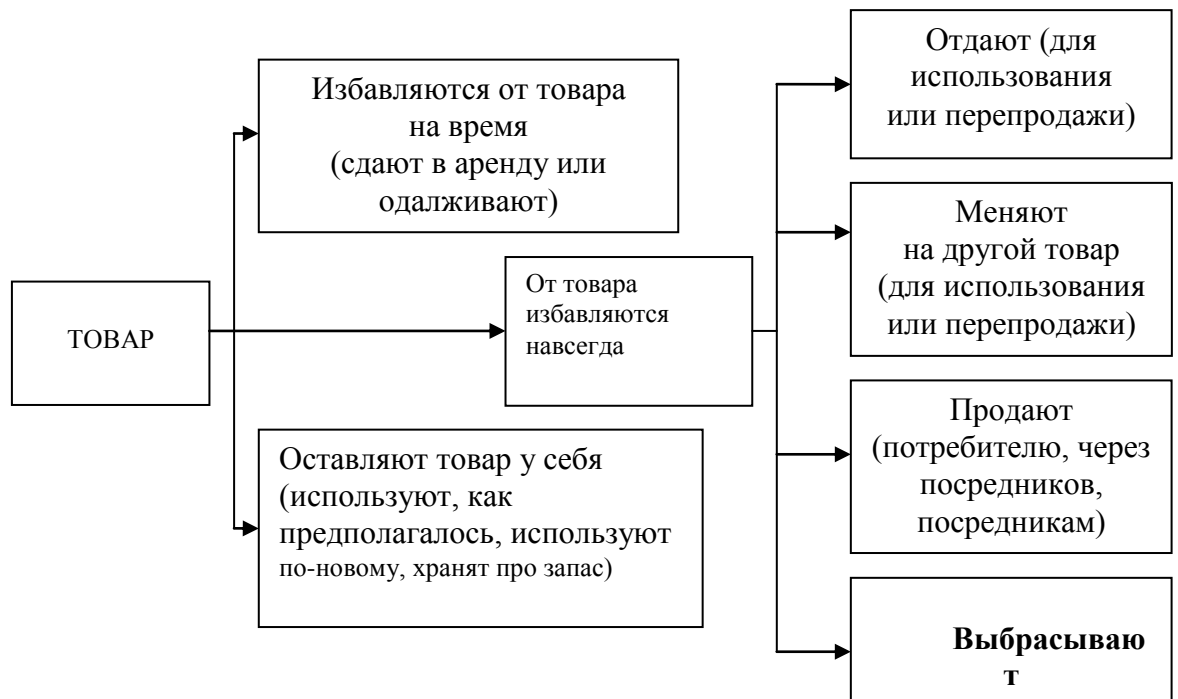 ТОВАР
Избавляются от товара
на время
(сдают в аренду или
одалживают)
От товара
избавляются
навсегда
Оставляют товар у себя
(используют, как
предполагалось, используют
по-новому, хранят про запас)
Отдают (для
использования
или перепродажи)
Меняют
на другой товар
(для использования
или перепродажи)
Продают
(потребителю, через
посредников,
посредникам)
Выбрасываю
т